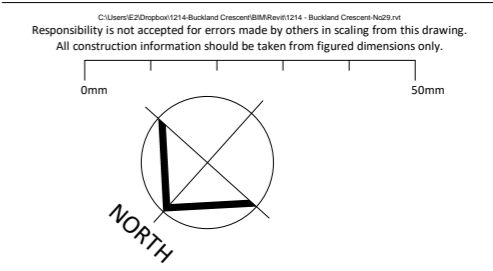 C:\Users\E2\Dropbox\1214-Buckland Crescent\BIM\Revit\1214 - Buckland Crescent-No29.rvt
Responsibility is not accepted for errors made by others in scaling from this drawing.
All construction information should be taken from figured dimensions only.
0mm 50mm
NORTH